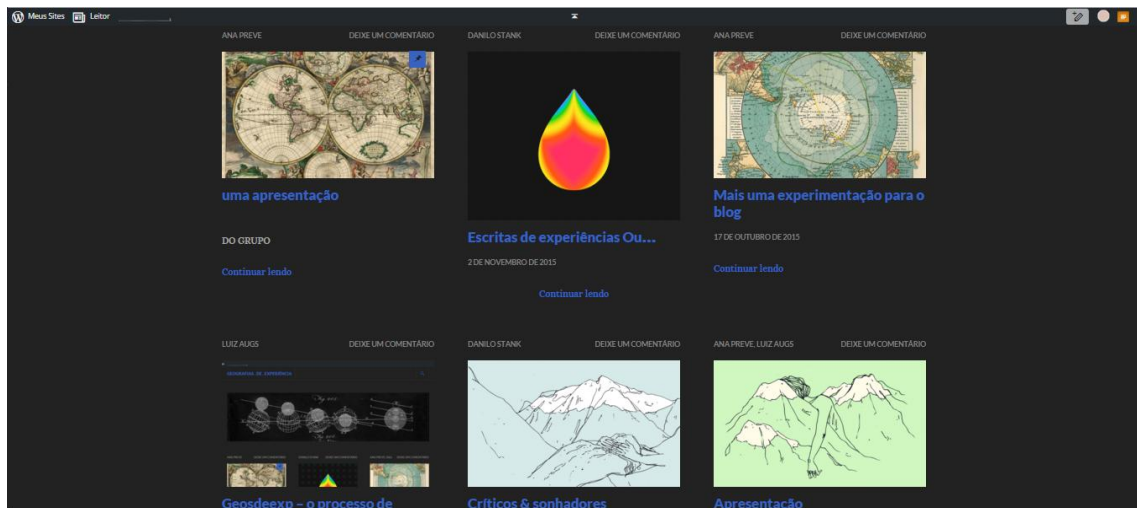 Meus Sites Leitor
ANA PREVE DEIXE UM COMENTÁRIO
uma apresentação
DO GRUPO
Continuar lendo
DANILO STANK DEIXE UM COMENTÁRIO
Escritas de experiências Ou...
2 DE NOVEMBRO DE 2015
Continuar lendo
ANA PREVE DEIXE UM COMENTÁRIO
Mais uma experimentação para o
blog
17 DE OUTUBRO DE 2015
Continuar lendo
LUIZ AUGS DEIXE UM COMENTÁRIO
GEOGRAFIAS DE EXPERIÊNCIA
Geosdeexp – o processo de
DANILO STANK DEIXE UM COMENTÁRIO
Críticos & sonhadores
ANA PREVE, LUIZ AUGS DEIXE UM COMENTÁRIO
Apresentação